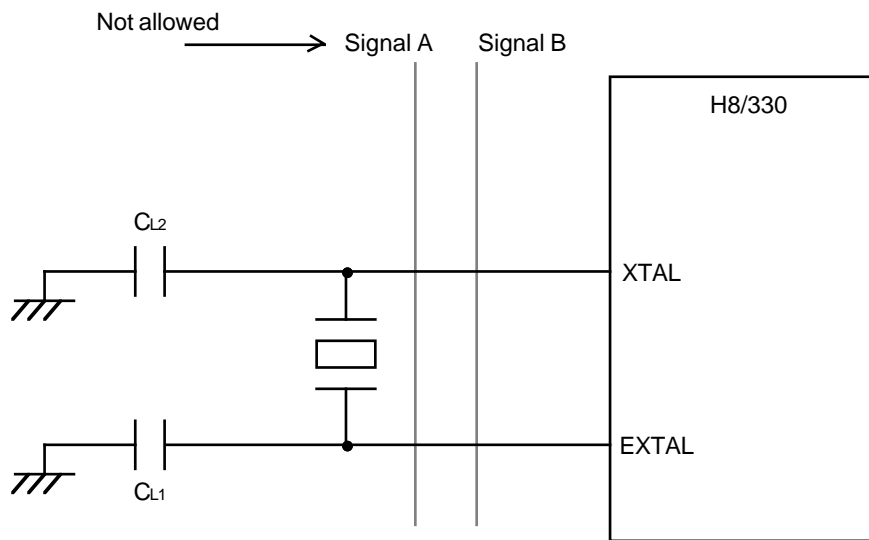 Not allowed
Signal A
Signal B
H8/330
CL2
XTAL
EXTAL
CL1